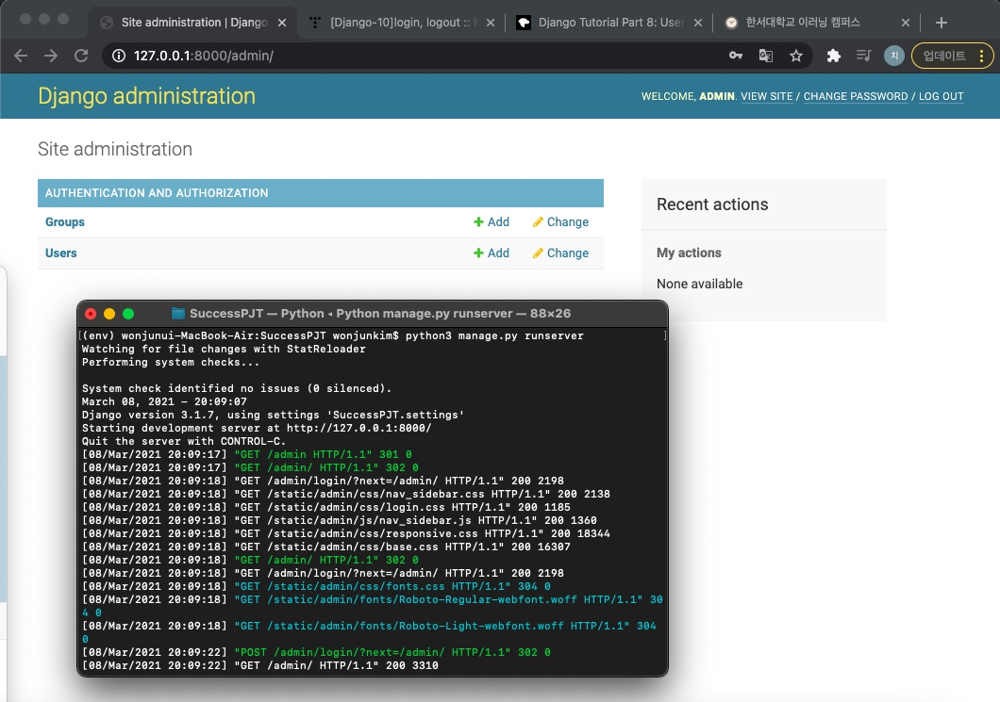 Site administration | Django
[Django-10]login, logout ::
Django Tutorial Part 8: User
한서대학교 이러닝 캠퍼스
127.0.0.1:8000/admin/
치
업데이트
Django administration
WELCOME, ADMIN. VIEW SITE / CHANGE PASSWORD / LOG OUT
Site administration
AUTHENTICATION AND AUTHORIZATION
Groups
Add
Change
Users
Add
Change
Recent actions
My actions
None available
SuccessPJT — Python ◂ Python manage.py runserver — 88×26
[(env) wonjunui-MacBook-Air:SuccessPJT wonjunkim$ python3 manage.py runserver ]
Watching for file changes with StatReloader
Performing system checks...
System check identified no issues (0 silenced).
March 08, 2021 - 20:09:07
Django version 3.1.7, using settings 'SuccessPJT.settings'
Starting development server at http://127.0.0.1:8000/
Quit the server with CONTROL-C.
[08/Mar/2021 20:09:17] "GET /admin HTTP/1.1" 301 0
[08/Mar/2021 20:09:17] "GET /admin/ HTTP/1.1" 302 0
[08/Mar/2021 20:09:18] "GET /admin/login/?next=/admin/ HTTP/1.1" 200 2198
[08/Mar/2021 20:09:18] "GET /static/admin/css/nav_sidebar.css HTTP/1.1" 200 2138
[08/Mar/2021 20:09:18] "GET /static/admin/css/login.css HTTP/1.1" 200 1185
[08/Mar/2021 20:09:18] "GET /static/admin/js/nav_sidebar.js HTTP/1.1" 200 1360
[08/Mar/2021 20:09:18] "GET /static/admin/css/responsive.css HTTP/1.1" 200 18344
[08/Mar/2021 20:09:18] "GET /static/admin/css/base.css HTTP/1.1" 200 16307
[08/Mar/2021 20:09:18] "GET /admin/ HTTP/1.1" 302 0
[08/Mar/2021 20:09:18] "GET /admin/login/?next=/admin/ HTTP/1.1" 200 2198
[08/Mar/2021 20:09:18] "GET /static/admin/css/fonts.css HTTP/1.1" 304 0
[08/Mar/2021 20:09:18] "GET /static/admin/fonts/Roboto-Regular-webfont.woff HTTP/1.1" 30
4 0
[08/Mar/2021 20:09:18] "GET /static/admin/fonts/Roboto-Light-webfont.woff HTTP/1.1" 304
0
[08/Mar/2021 20:09:22] "POST /admin/login/?next=/admin/ HTTP/1.1" 302 0
[08/Mar/2021 20:09:22] "GET /admin/ HTTP/1.1" 200 3310